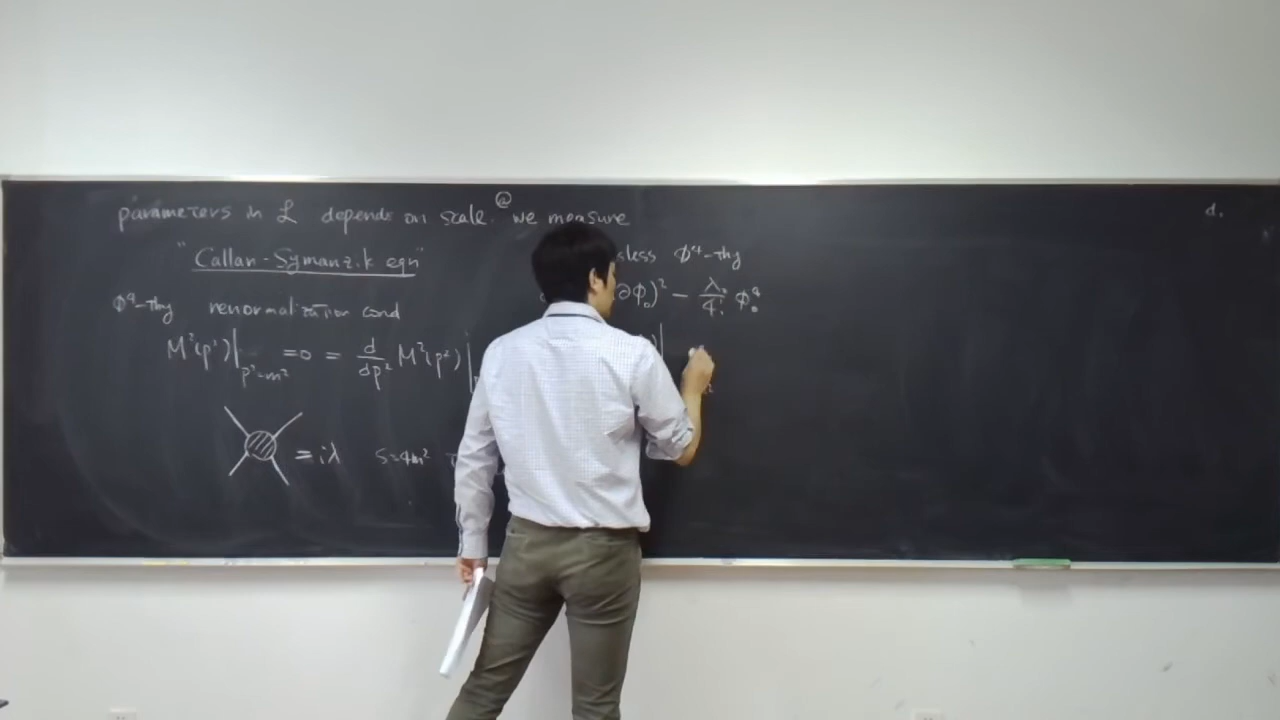 parameters in ℒ depends on scale. @ we measure
"Callan-Symanzik eqn"
φ⁴-thy renormalization cond
M²(p²)|p²=m² =0 = d/dp² M²(p²)|
= iλ s=4m²
sless φ⁴-thy
(∂φ₀)² - λ₀/4! φ₀⁴
d.